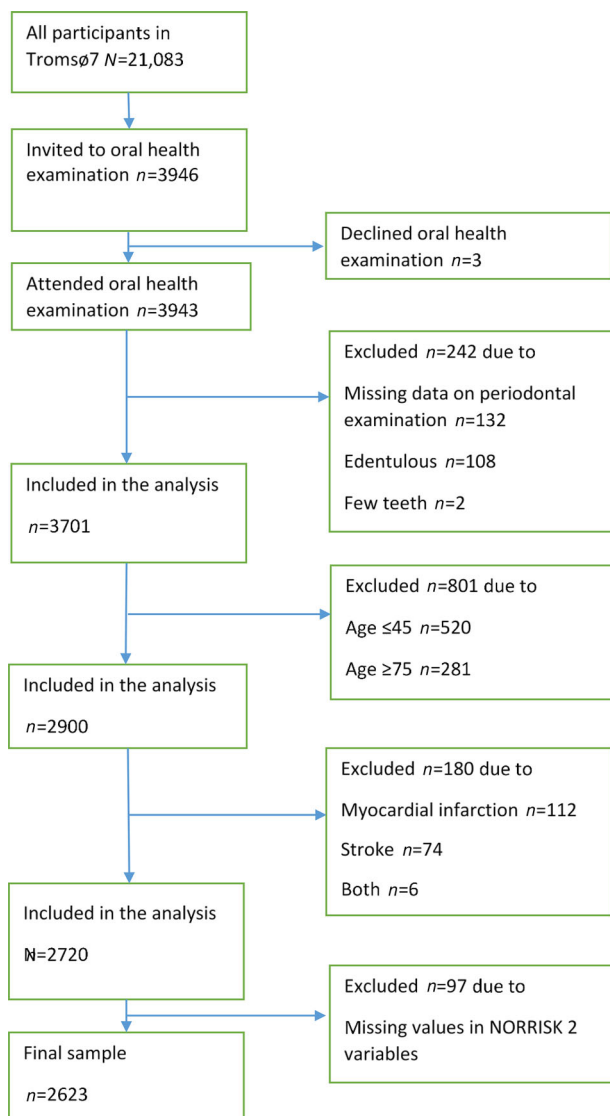 All participants in
Tromsø7 N=21,083
Invited to oral health
examination n=3946
Declined oral health
examination n=3
Attended oral health
examination n=3943
Excluded n=242 due to
Missing data on periodontal
examination n=132
Edentulous n=108
Few teeth n=2
Included in the analysis
n=3701
Excluded n=801 due to
Age ≤45 n=520
Age ≥75 n=281
Included in the analysis
n=2900
Excluded n=180 due to
Myocardial infarction n=112
Stroke n=74
Both n=6
Included in the analysis
N=2720
Excluded n=97 due to
Missing values in NORRISK 2
variables
Final sample
n=2623